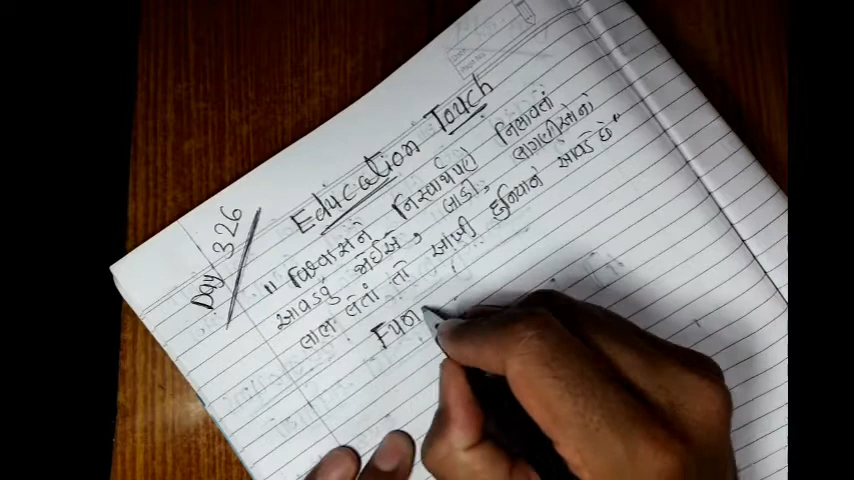 Day 326
Education Touch
" વિશ્વાસને નિસ્વાર્થપણે નિભાવતાં
આવડવું જોઈએ, બાકી, લાગણીઓનો
લાભ લેતાં તો આખી દુનિયાને આવડે છે"
Fun